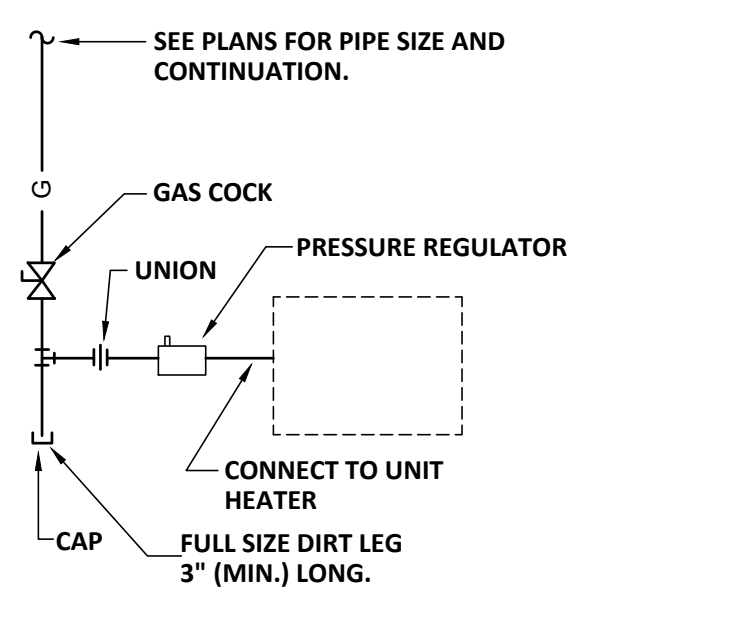 SEE PLANS FOR PIPE SIZE AND
CONTINUATION.
G
GAS COCK
PRESSURE REGULATOR
UNION
CONNECT TO UNIT
HEATER
CAP
FULL SIZE DIRT LEG
3" (MIN.) LONG.